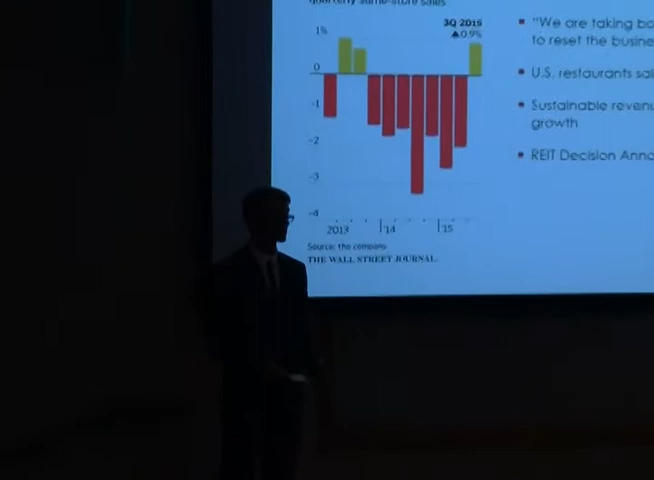 quarterly same-store sales
3Q 2015
▲0.9%
1%
0
-1
-2
-3
-4
2013
'14
'15
Source: the company
THE WALL STREET JOURNAL.
"We are taking bo
to reset the busine
U.S. restaurants sal
Sustainable revenu
growth
REIT Decision Anno